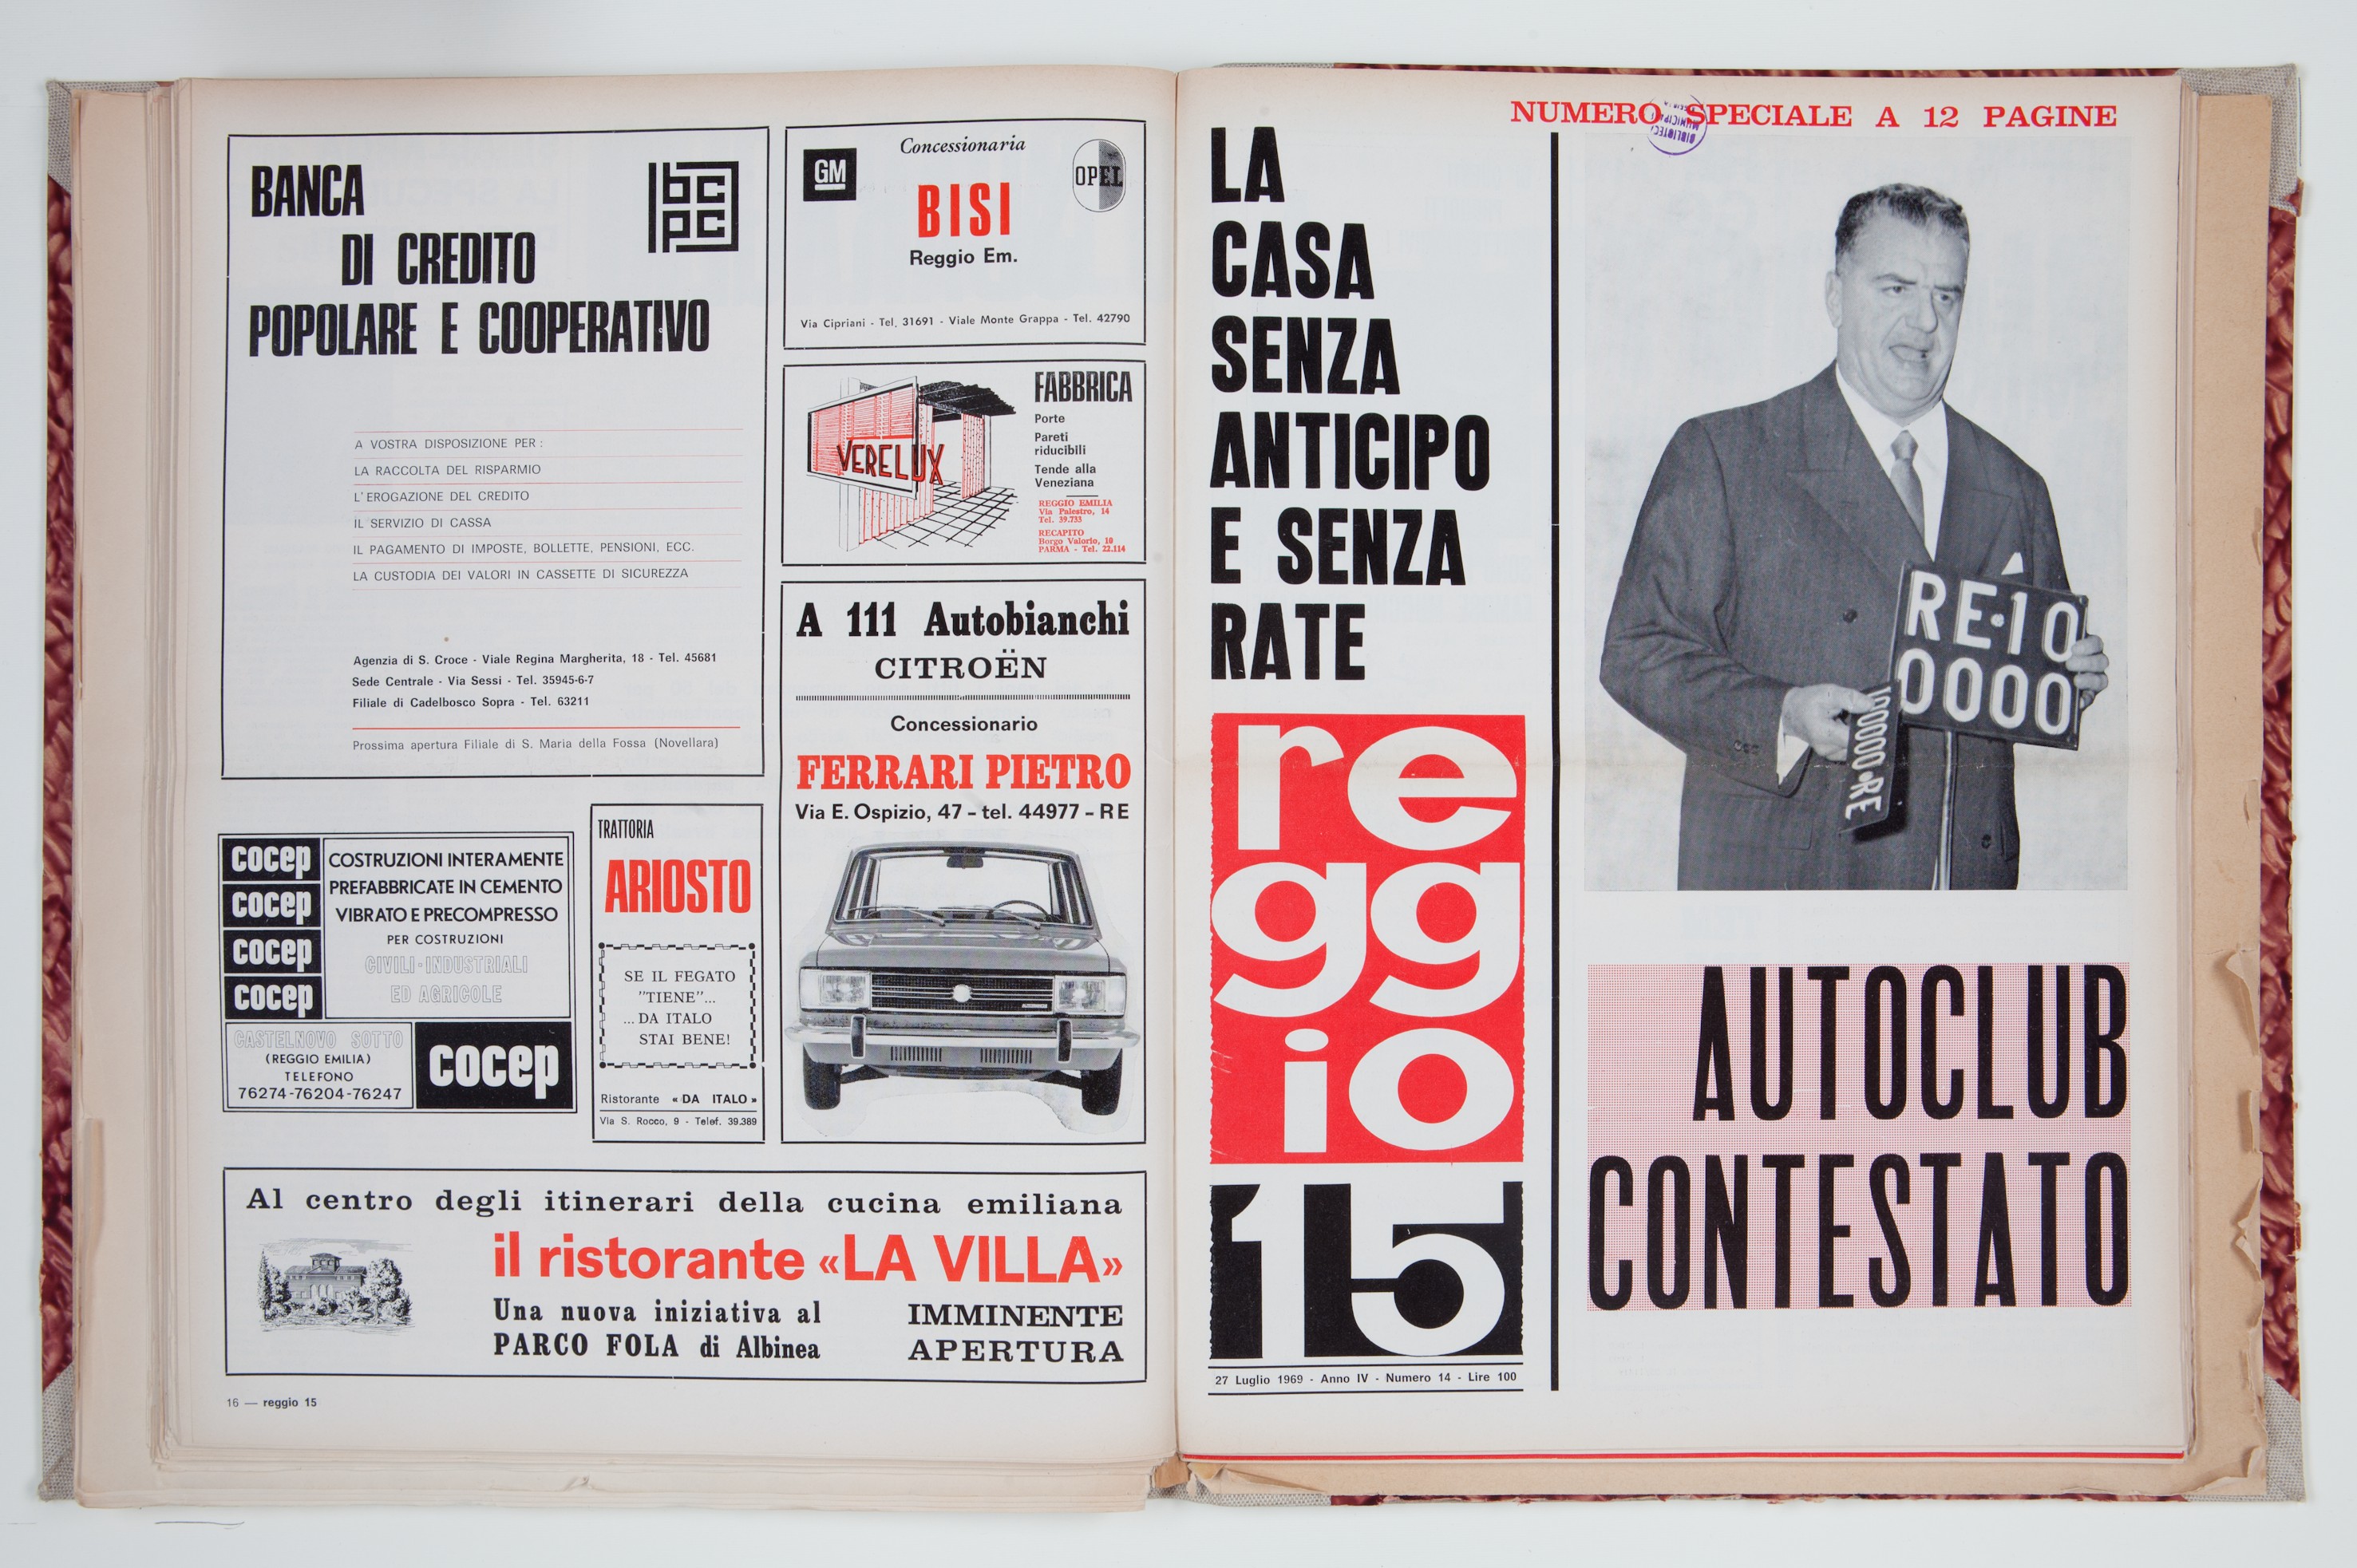 BANCA
DI CREDITO
POPOLARE E COOPERATIVO
bc
pc
A VOSTRA DISPOSIZIONE PER :
LA RACCOLTA DEL RISPARMIO
L'EROGAZIONE DEL CREDITO
IL SERVIZIO DI CASSA
IL PAGAMENTO DI IMPOSTE, BOLLETTE, PENSIONI, ECC.
LA CUSTODIA DEI VALORI IN CASSETTE DI SICUREZZA
Agenzia di S. Croce - Viale Regina Margherita, 18 - Tel. 45681
Sede Centrale - Via Sessi - Tel. 35945-6-7
Filiale di Cadelbosco Sopra - Tel. 63211
Prossima apertura Filiale di S. Maria della Fossa (Novellara)
cocep
cocep
cocep
cocep
COSTRUZIONI INTERAMENTE
PREFABBRICATE IN CEMENTO
VIBRATO E PRECOMPRESSO
PER COSTRUZIONI
CIVILI-INDUSTRIALI
ED AGRICOLE
CASTELNOVO SOTTO
(REGGIO EMILIA)
TELEFONO
76274-76204-76247
cocep
TRATTORIA
ARIOSTO
SE IL FEGATO
"TIENE"...
...DA ITALO
STAI BENE!
Ristorante «DA ITALO»
Via S. Rocco, 9 - Telef. 39.389
GM
Concessionaria
OPEL
BISI
Reggio Em.
Via Cipriani - Tel. 31691 - Viale Monte Grappa - Tel. 42790
VERELUX
FABBRICA
Porte
Pareti
riducibili
Tende alla
Veneziana
REGGIO EMILIA
Via Palestro, 14
Tel. 39.733
RECAPITO
Borgo Valorio, 10
PARMA - Tel. 22.114
A 111 Autobianchi
CITROËN
Concessionario
FERRARI PIETRO
Via E. Ospizio, 47 - tel. 44977 - RE
Al centro degli itinerari della cucina emiliana
il ristorante «LA VILLA»
Una nuova iniziativa al
PARCO FOLA di Albinea
IMMINENTE
APERTURA
16 — reggio 15
NUMERO SPECIALE A 12 PAGINE
BIBLIOTECA
MUNICIPALE
LA
CASA
SENZA
ANTICIPO
E SENZA
RATE
re
gg
io
15
27 Luglio 1969 - Anno IV - Numero 14 - Lire 100
RE·10
0000
100000·RE
AUTOCLUB
CONTESTATO